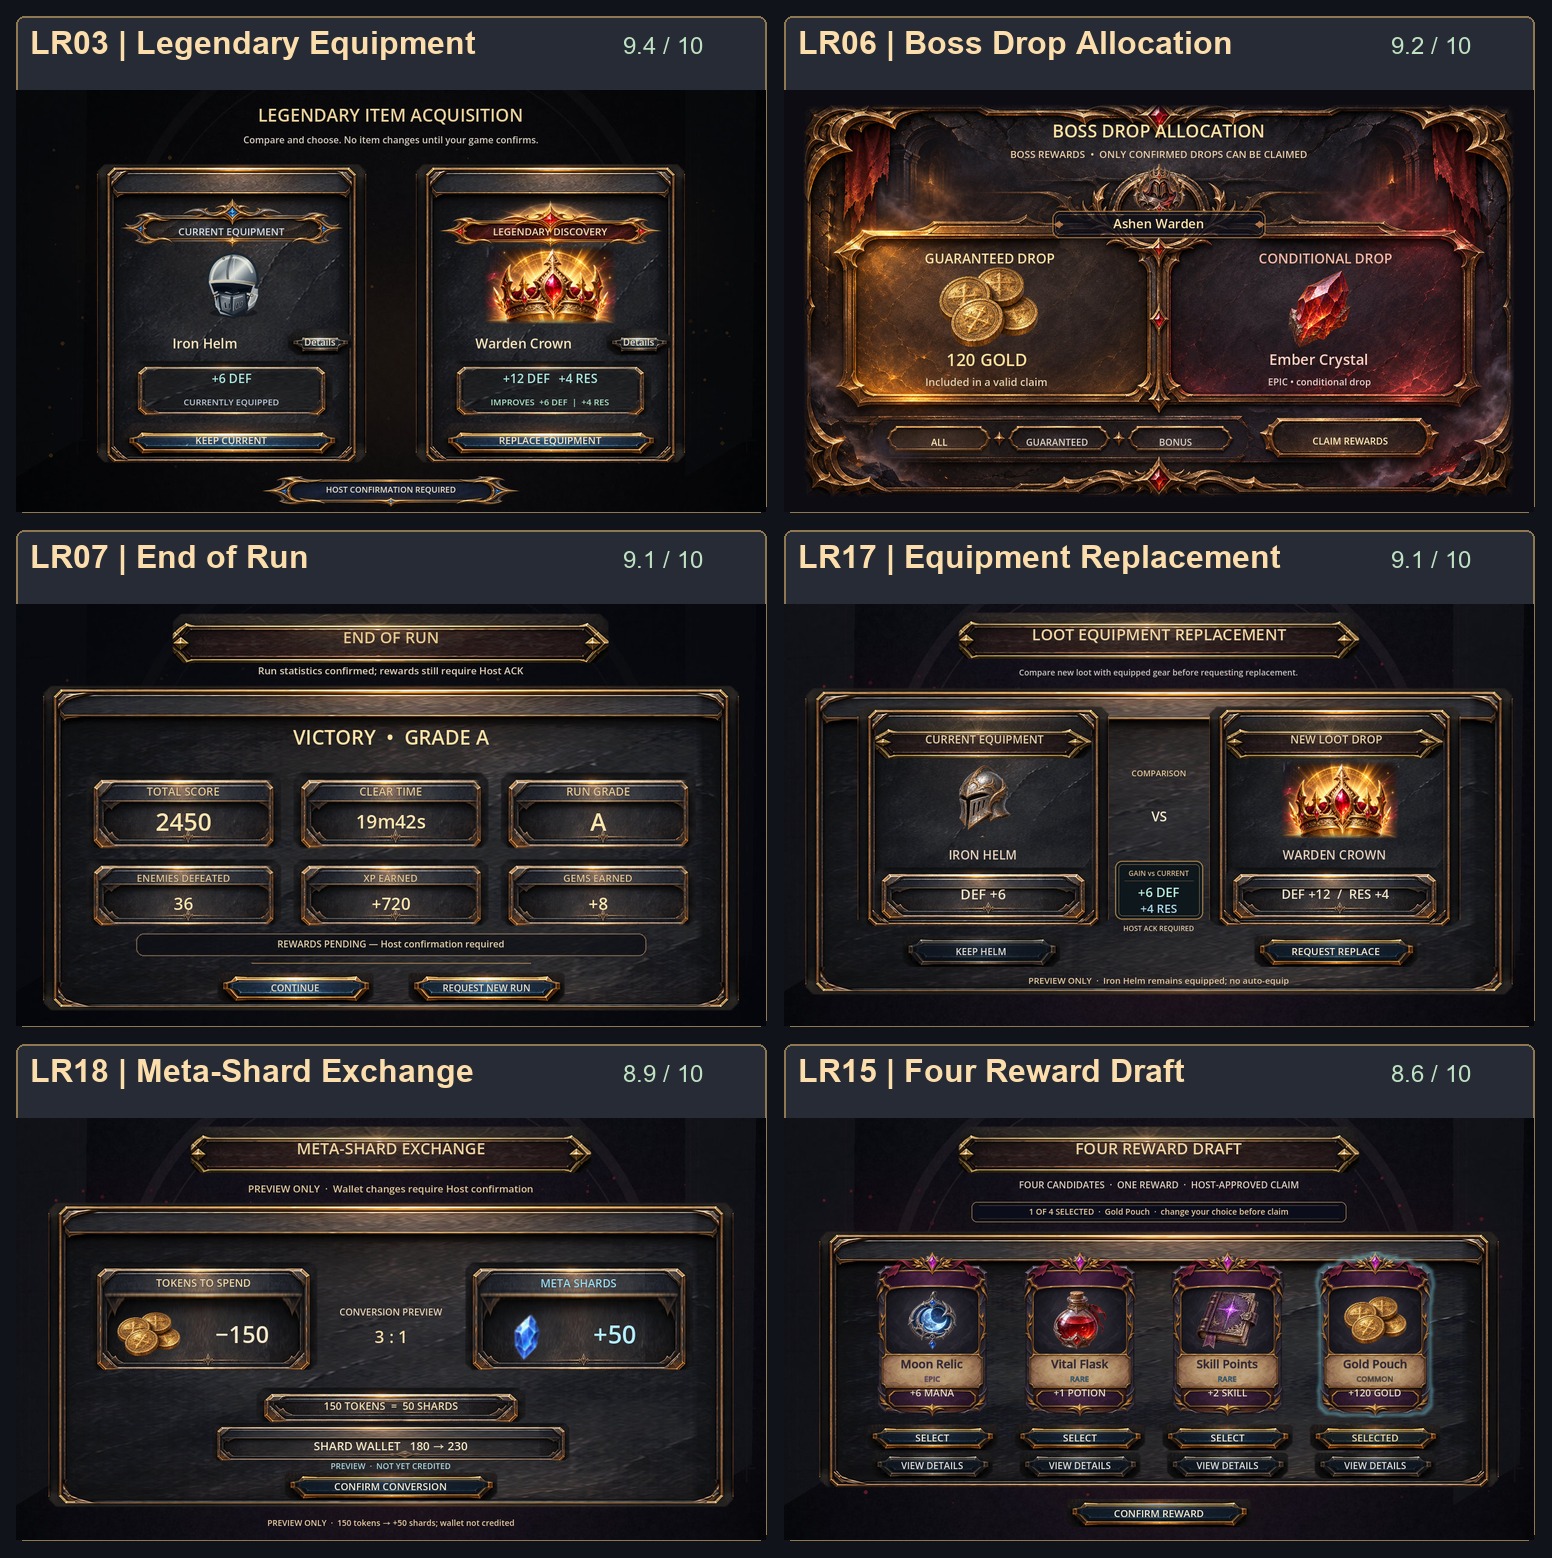 LR03 | Legendary Equipment
9.4 / 10
LEGENDARY ITEM ACQUISITION
Compare and choose. No item changes until your game confirms.
CURRENT EQUIPMENT
LEGENDARY DISCOVERY
Iron Helm
Details
Warden Crown
Details
+6 DEF
CURRENTLY EQUIPPED
+12 DEF +4 RES
IMPROVES +6 DEF | +4 RES
KEEP CURRENT
REPLACE EQUIPMENT
HOST CONFIRMATION REQUIRED
LR06 | Boss Drop Allocation
9.2 / 10
BOSS DROP ALLOCATION
BOSS REWARDS • ONLY CONFIRMED DROPS CAN BE CLAIMED
Ashen Warden
GUARANTEED DROP
CONDITIONAL DROP
120 GOLD
Included in a valid claim
Ember Crystal
EPIC • conditional drop
ALL
GUARANTEED
BONUS
CLAIM REWARDS
LR07 | End of Run
9.1 / 10
END OF RUN
Run statistics confirmed; rewards still require Host ACK
VICTORY • GRADE A
TOTAL SCORE
2450
CLEAR TIME
19m42s
RUN GRADE
A
ENEMIES DEFEATED
36
XP EARNED
+720
GEMS EARNED
+8
REWARDS PENDING — Host confirmation required
CONTINUE
REQUEST NEW RUN
LR17 | Equipment Replacement
9.1 / 10
LOOT EQUIPMENT REPLACEMENT
Compare new loot with equipped gear before requesting replacement.
CURRENT EQUIPMENT
IRON HELM
DEF +6
KEEP HELM
COMPARISON
VS
GAIN vs CURRENT
+6 DEF
+4 RES
HOST ACK REQUIRED
NEW LOOT DROP
WARDEN CROWN
DEF +12 / RES +4
REQUEST REPLACE
PREVIEW ONLY · Iron Helm remains equipped; no auto-equip
LR18 | Meta-Shard Exchange
8.9 / 10
META-SHARD EXCHANGE
PREVIEW ONLY · Wallet changes require Host confirmation
TOKENS TO SPEND
−150
CONVERSION PREVIEW
3 : 1
META SHARDS
+50
150 TOKENS = 50 SHARDS
SHARD WALLET 180 → 230
PREVIEW · NOT YET CREDITED
CONFIRM CONVERSION
PREVIEW ONLY · 150 tokens → +50 shards; wallet not credited
LR15 | Four Reward Draft
8.6 / 10
FOUR REWARD DRAFT
FOUR CANDIDATES · ONE REWARD · HOST-APPROVED CLAIM
1 OF 4 SELECTED · Gold Pouch · change your choice before claim
Moon Relic
EPIC
+6 MANA
SELECT
VIEW DETAILS
Vital Flask
RARE
+1 POTION
SELECT
VIEW DETAILS
Skill Points
RARE
+2 SKILL
SELECT
VIEW DETAILS
Gold Pouch
COMMON
+120 GOLD
SELECTED
VIEW DETAILS
CONFIRM REWARD